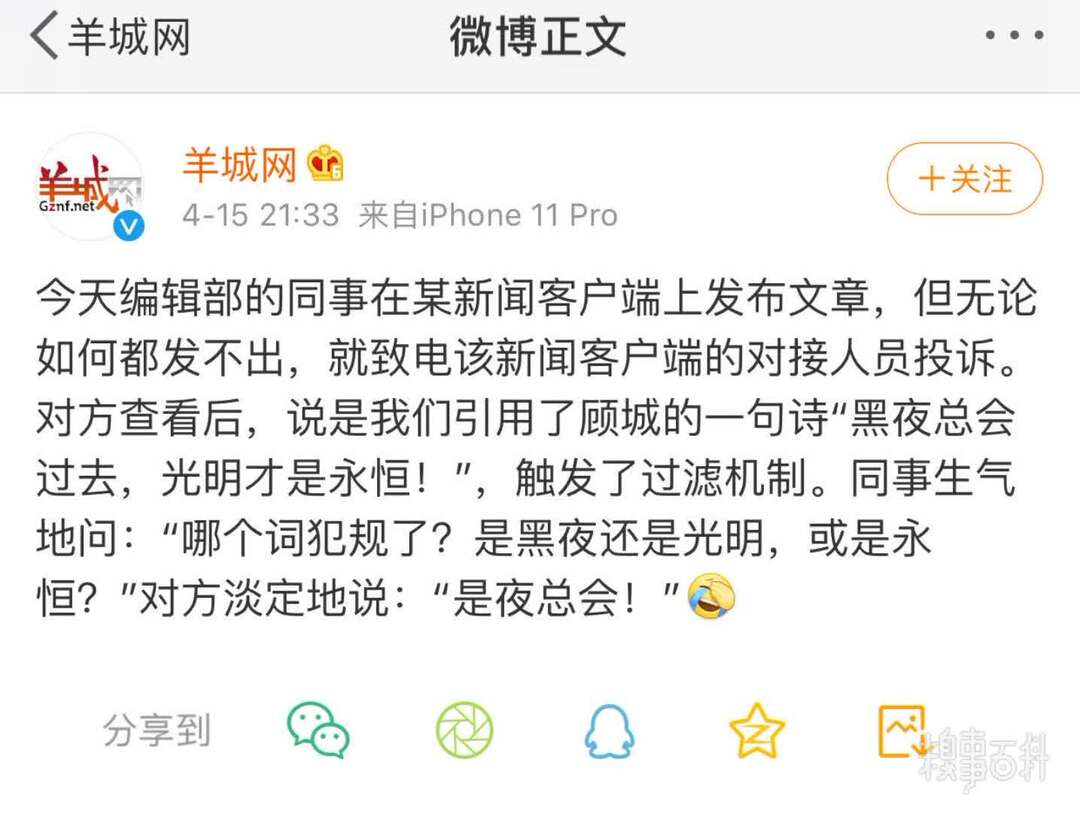 羊城网
微博正文
羊城
Gznf.net
羊城网
6
4-15 21:33 来自iPhone 11 Pro
+关注
今天编辑部的同事在某新闻客户端上发布文章，但无论
如何都发不出，就致电该新闻客户端的对接人员投诉。
对方查看后，说是我们引用了顾城的一句诗“黑夜总会
过去，光明才是永恒！”，触发了过滤机制。同事生气
地问：“哪个词犯规了？是黑夜还是光明，或是永
恒？”对方淡定地说：“是夜总会！”😂
分享到
糗事百科